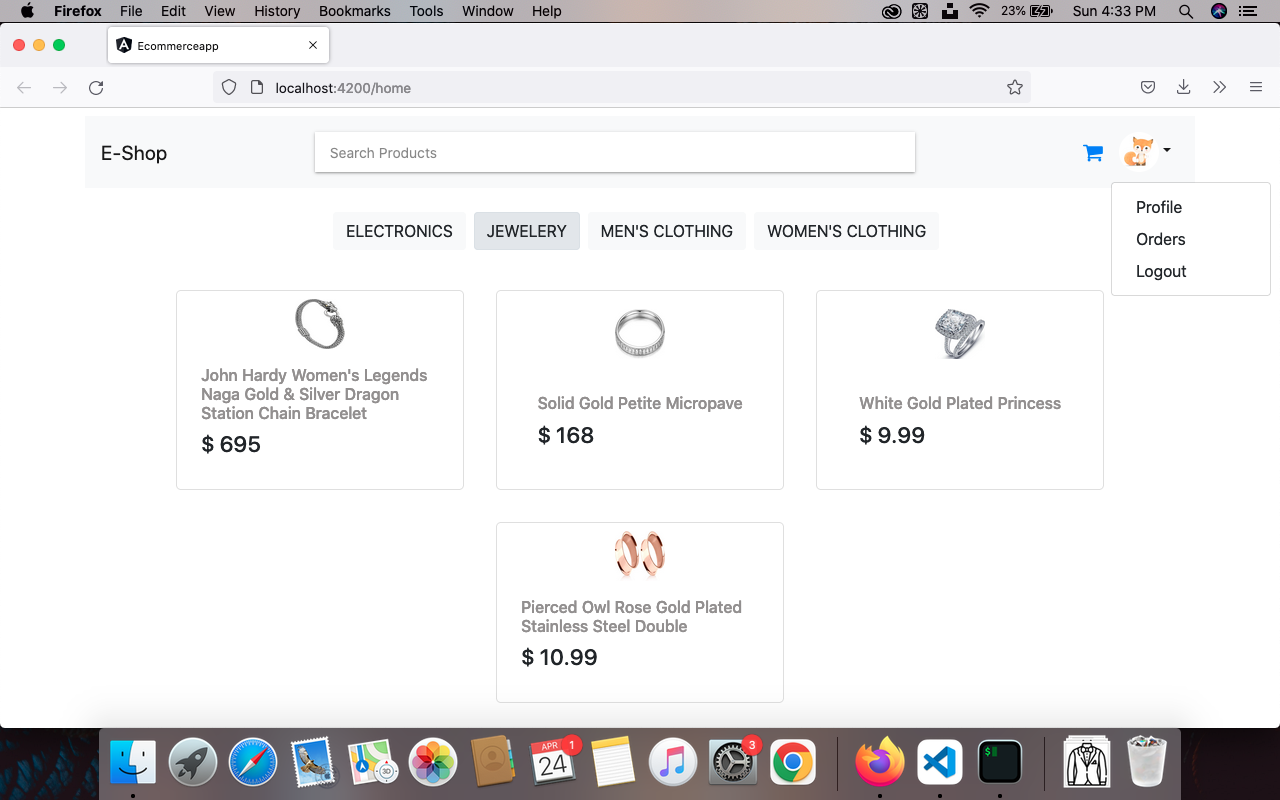 Firefox File Edit View History Bookmarks Tools Window Help 23% Sun 4:33 PM
Ecommerceapp
localhost:4200/home
E-Shop
Search Products
Profile
Orders
Logout
ELECTRONICS JEWELERY MEN'S CLOTHING WOMEN'S CLOTHING
John Hardy Women's Legends
Naga Gold & Silver Dragon
Station Chain Bracelet
$ 695
Solid Gold Petite Micropave
$ 168
White Gold Plated Princess
$ 9.99
Pierced Owl Rose Gold Plated
Stainless Steel Double
$ 10.99
3D
APR
24
1
3
$